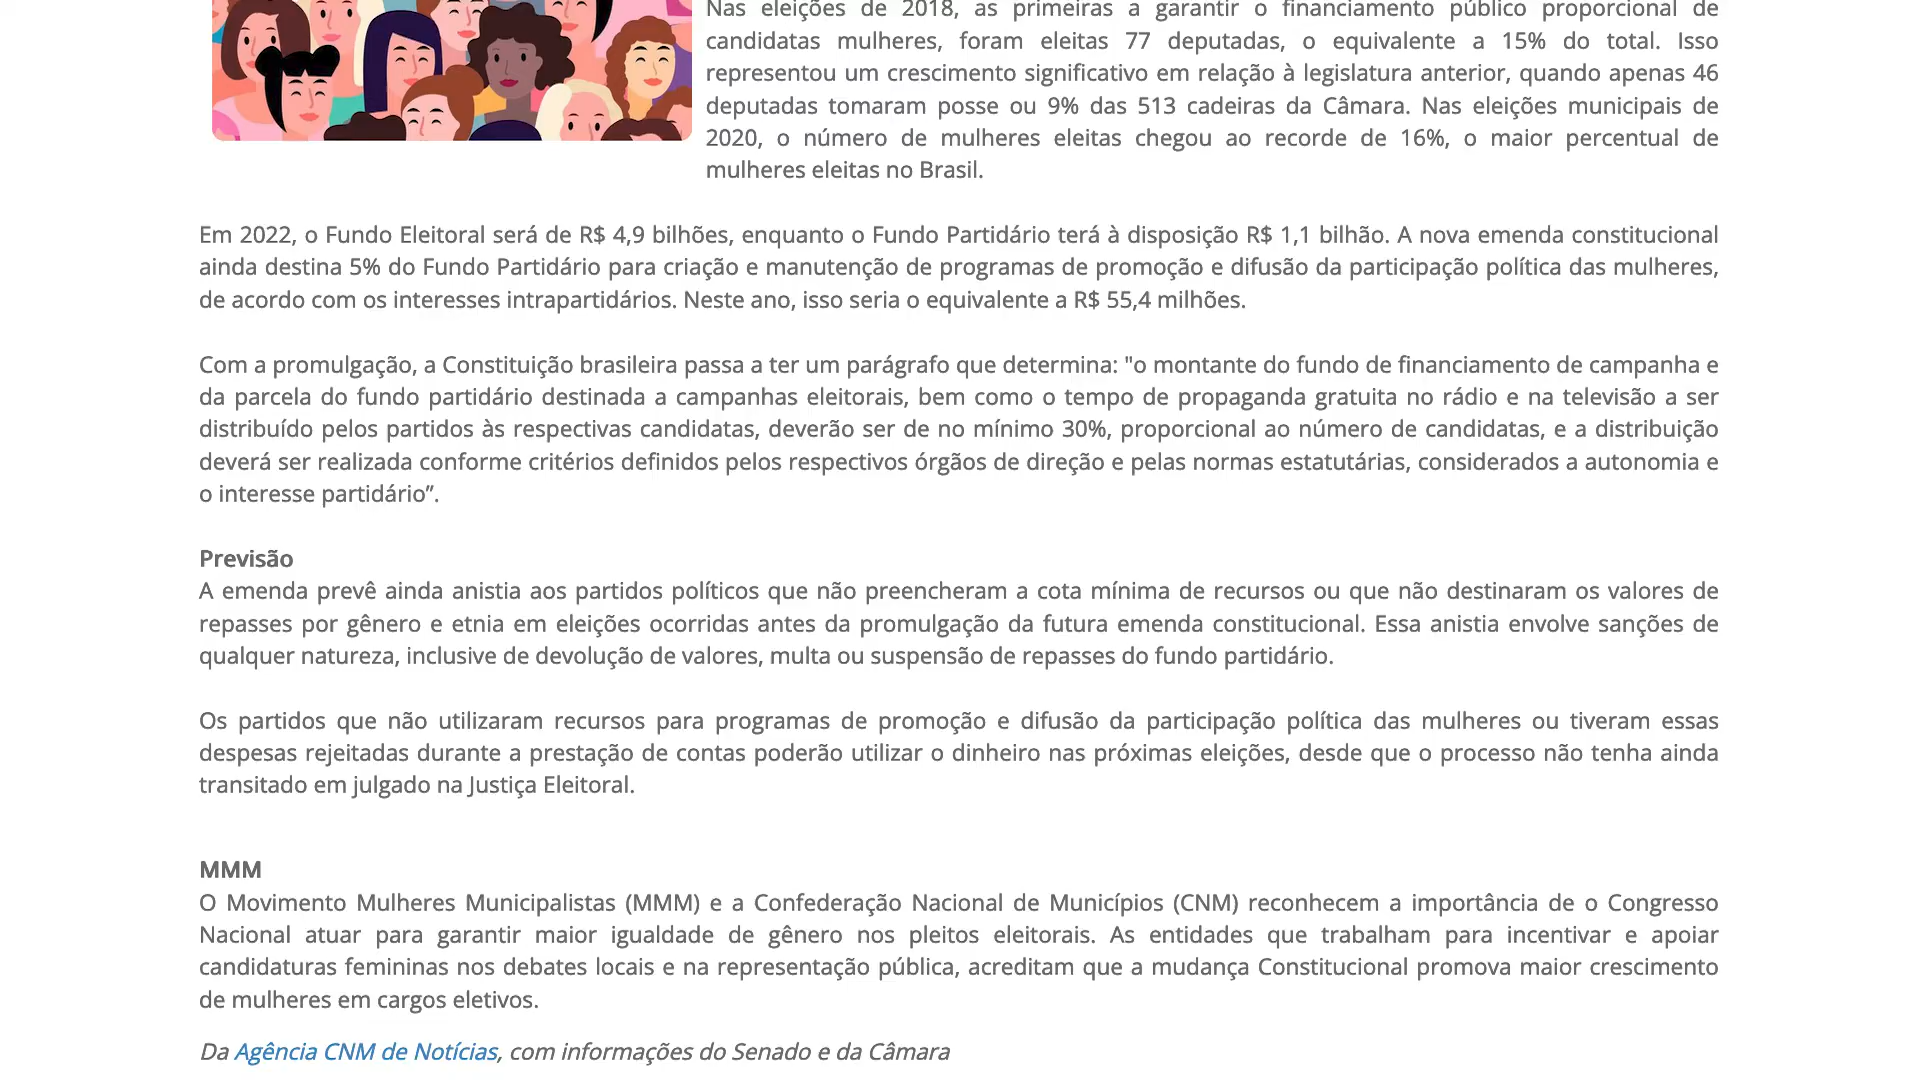 Nas eleições de 2018, as primeiras a garantir o financiamento público proporcional de
candidatas mulheres, foram eleitas 77 deputadas, o equivalente a 15% do total. Isso
representou um crescimento significativo em relação à legislatura anterior, quando apenas 46
deputadas tomaram posse ou 9% das 513 cadeiras da Câmara. Nas eleições municipais de
2020, o número de mulheres eleitas chegou ao recorde de 16%, o maior percentual de
mulheres eleitas no Brasil.
Em 2022, o Fundo Eleitoral será de R$ 4,9 bilhões, enquanto o Fundo Partidário terá à disposição R$ 1,1 bilhão. A nova emenda constitucional
ainda destina 5% do Fundo Partidário para criação e manutenção de programas de promoção e difusão da participação política das mulheres,
de acordo com os interesses intrapartidários. Neste ano, isso seria o equivalente a R$ 55,4 milhões.
Com a promulgação, a Constituição brasileira passa a ter um parágrafo que determina: "o montante do fundo de financiamento de campanha e
da parcela do fundo partidário destinada a campanhas eleitorais, bem como o tempo de propaganda gratuita no rádio e na televisão a ser
distribuído pelos partidos às respectivas candidatas, deverão ser de no mínimo 30%, proporcional ao número de candidatas, e a distribuição
deverá ser realizada conforme critérios definidos pelos respectivos órgãos de direção e pelas normas estatutárias, considerados a autonomia e
o interesse partidário”.
Previsão
A emenda prevê ainda anistia aos partidos políticos que não preencheram a cota mínima de recursos ou que não destinaram os valores de
repasses por gênero e etnia em eleições ocorridas antes da promulgação da futura emenda constitucional. Essa anistia envolve sanções de
qualquer natureza, inclusive de devolução de valores, multa ou suspensão de repasses do fundo partidário.
Os partidos que não utilizaram recursos para programas de promoção e difusão da participação política das mulheres ou tiveram essas
despesas rejeitadas durante a prestação de contas poderão utilizar o dinheiro nas próximas eleições, desde que o processo não tenha ainda
transitado em julgado na Justiça Eleitoral.
MMM
O Movimento Mulheres Municipalistas (MMM) e a Confederação Nacional de Municípios (CNM) reconhecem a importância de o Congresso
Nacional atuar para garantir maior igualdade de gênero nos pleitos eleitorais. As entidades que trabalham para incentivar e apoiar
candidaturas femininas nos debates locais e na representação pública, acreditam que a mudança Constitucional promova maior crescimento
de mulheres em cargos eletivos.
Da Agência CNM de Notícias, com informações do Senado e da Câmara